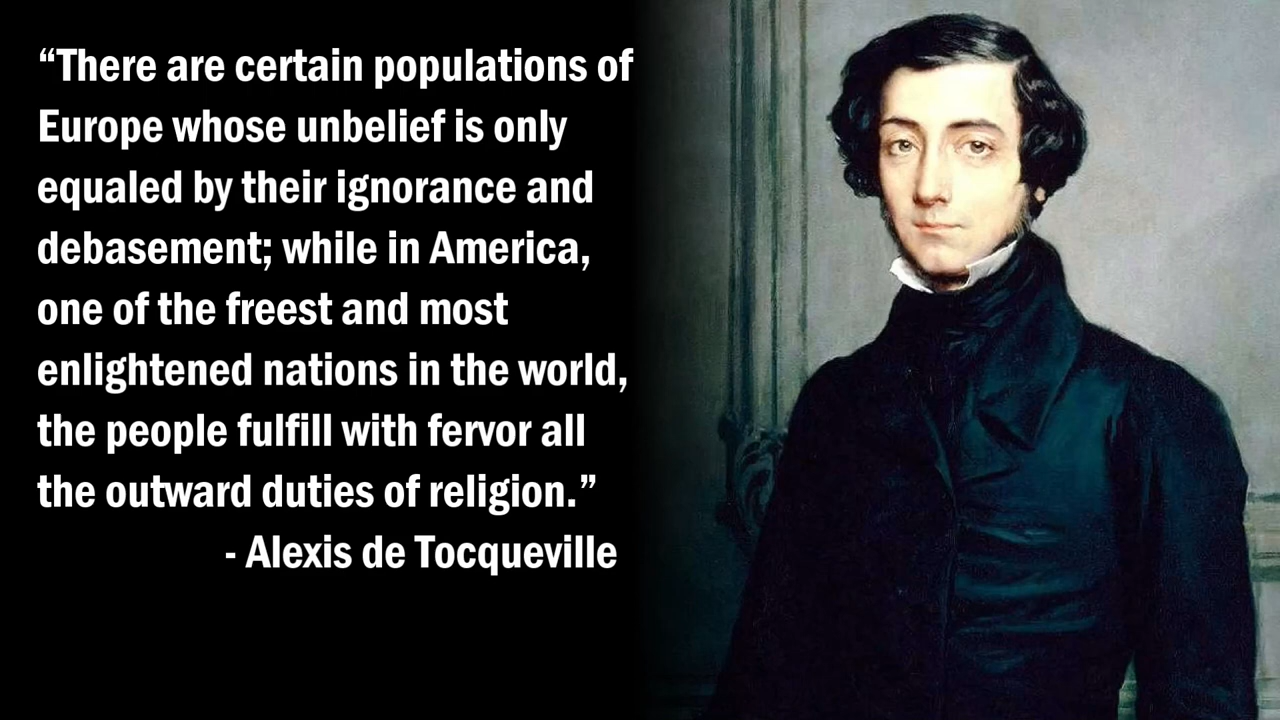 “There are certain populations of
Europe whose unbelief is only
equaled by their ignorance and
debasement; while in America,
one of the freest and most
enlightened nations in the world,
the people fulfill with fervor all
the outward duties of religion.”
- Alexis de Tocqueville